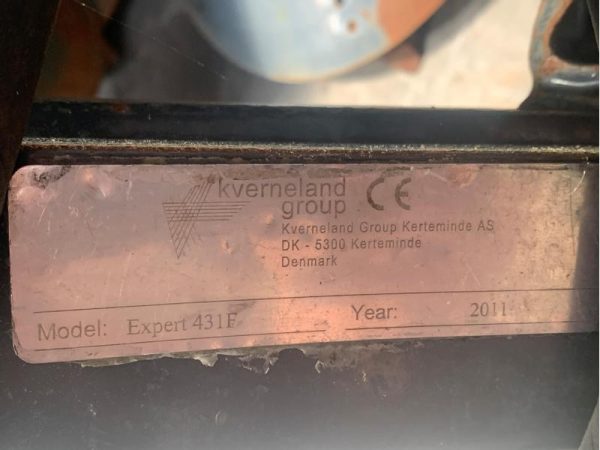 kverneland
group CE
Kverneland Group Kerteminde AS
DK - 5300 Kerteminde
Denmark
Model: Expert 431F Year: 2011